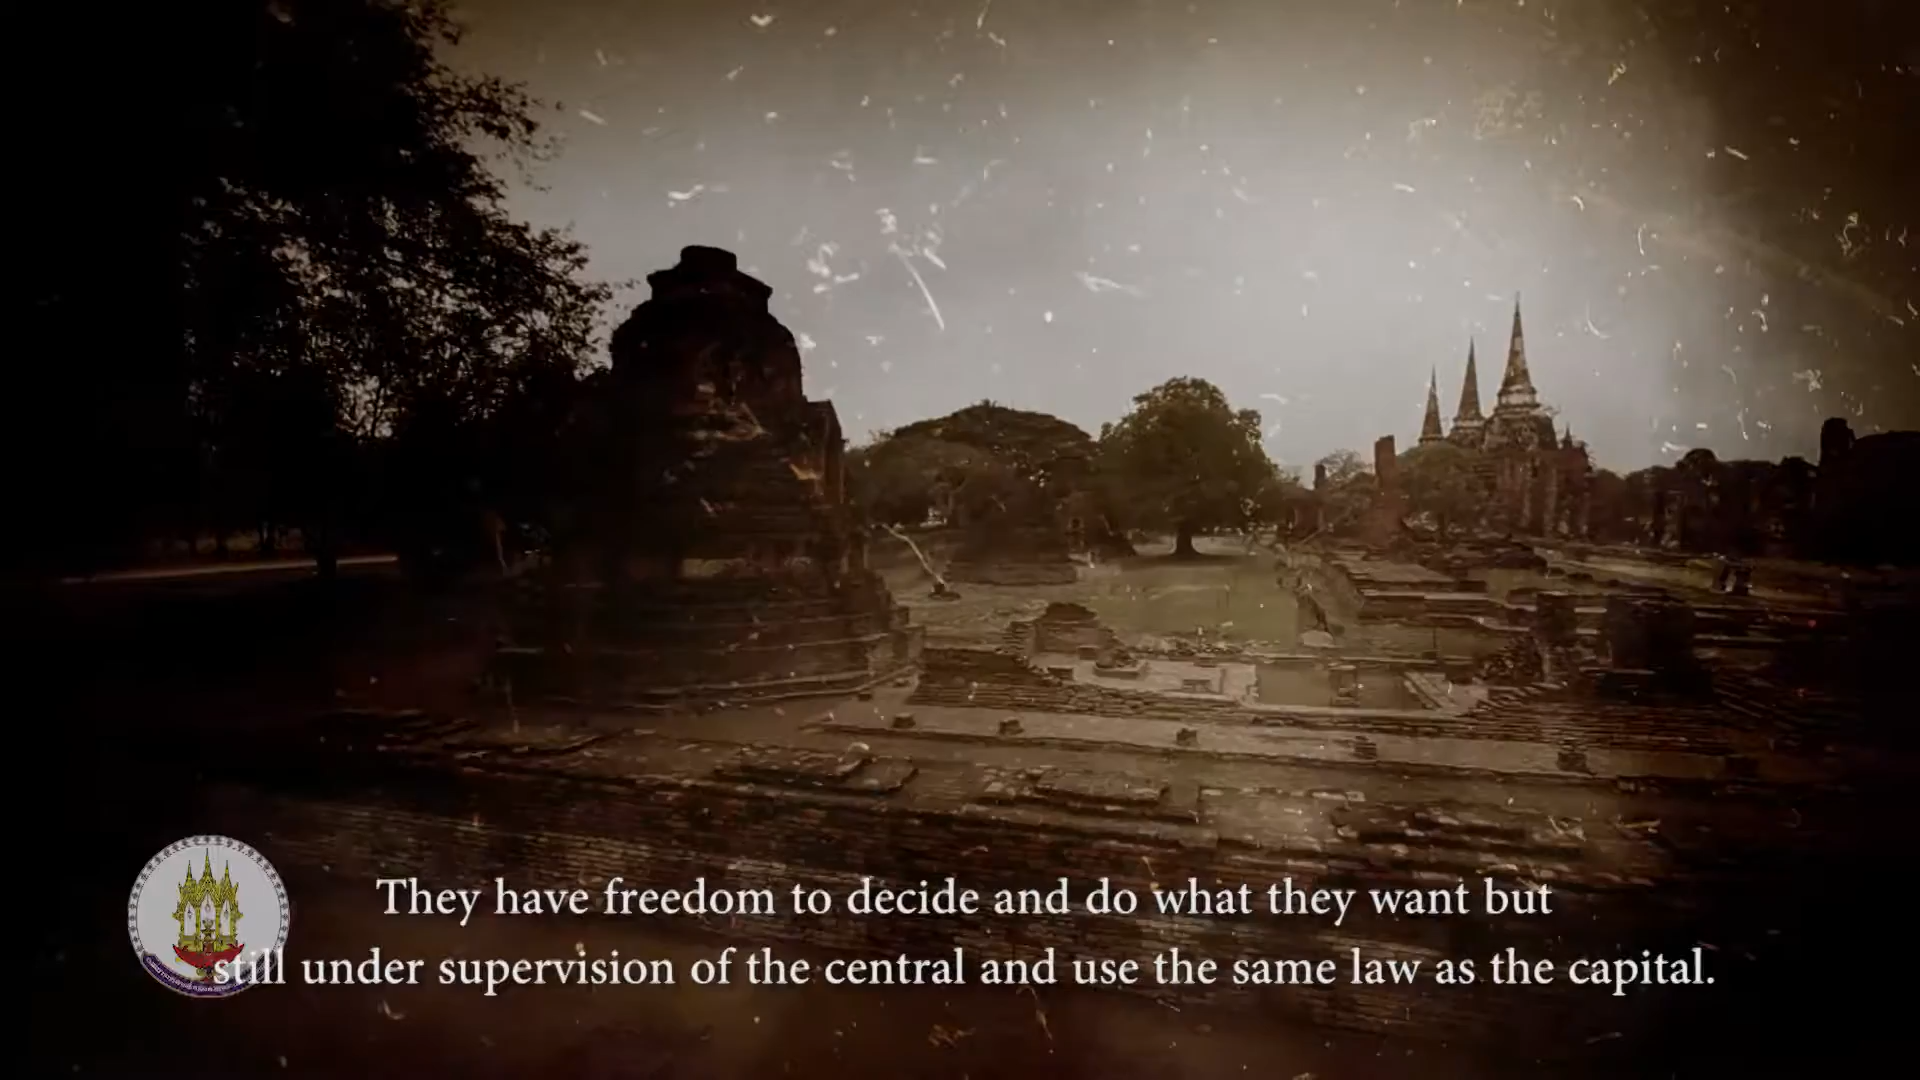 They have freedom to decide and do what they want but
still under supervision of the central and use the same law as the capital.